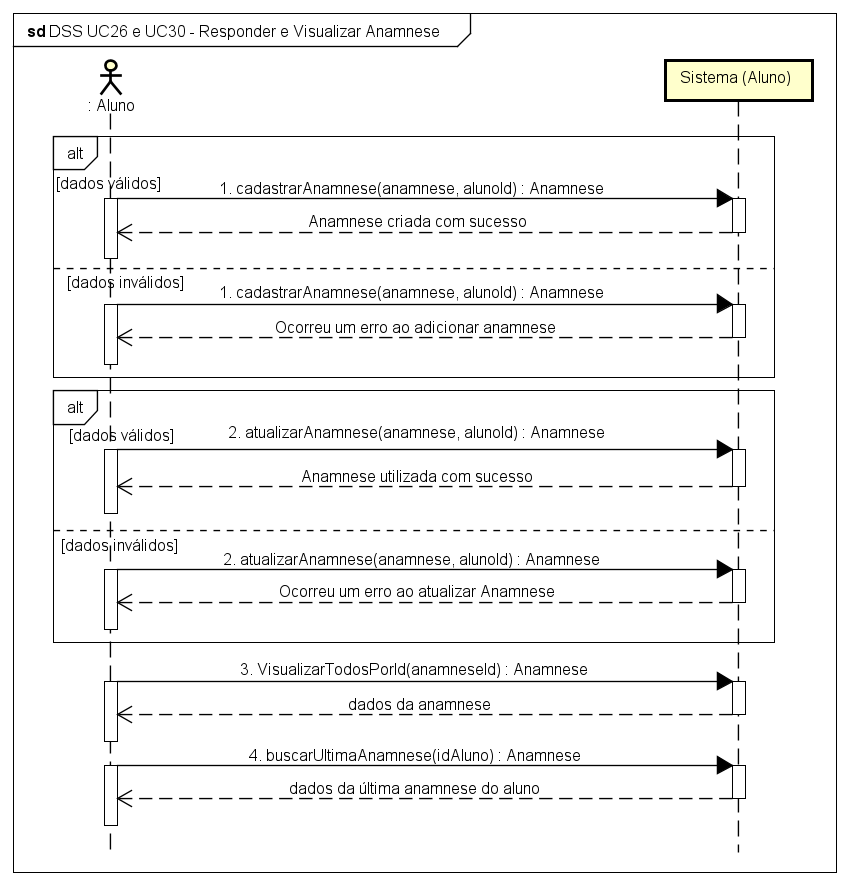 sd DSS UC26 e UC30 - Responder e Visualizar Anamnese
: Aluno
Sistema (Aluno)
alt
[dados válidos]
1. cadastrarAnamnese(anamnese, alunoId) : Anamnese
Anamnese criada com sucesso
[dados inválidos]
1. cadastrarAnamnese(anamnese, alunoId) : Anamnese
Ocorreu um erro ao adicionar anamnese
alt
[dados válidos]
2. atualizarAnamnese(anamnese, alunoId) : Anamnese
Anamnese utilizada com sucesso
[dados inválidos]
2. atualizarAnamnese(anamnese, alunoId) : Anamnese
Ocorreu um erro ao atualizar Anamnese
3. VisualizarTodosPorId(anamneseId) : Anamnese
dados da anamnese
4. buscarUltimaAnamnese(idAluno) : Anamnese
dados da última anamnese do aluno